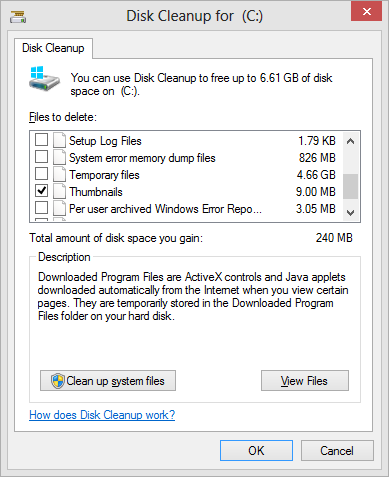 Disk Cleanup for  (C:)
Disk Cleanup
You can use Disk Cleanup to free up to 6.61 GB of disk
space on  (C:).
Files to delete:
Setup Log Files 1.79 KB
System error memory dump files 826 MB
Temporary files 4.66 GB
Thumbnails 9.00 MB
Per user archived Windows Error Repo... 3.05 MB
Total amount of disk space you gain: 240 MB
Description
Downloaded Program Files are ActiveX controls and Java applets
downloaded automatically from the Internet when you view certain
pages. They are temporarily stored in the Downloaded Program
Files folder on your hard disk.
Clean up system files View Files
How does Disk Cleanup work?
OK Cancel